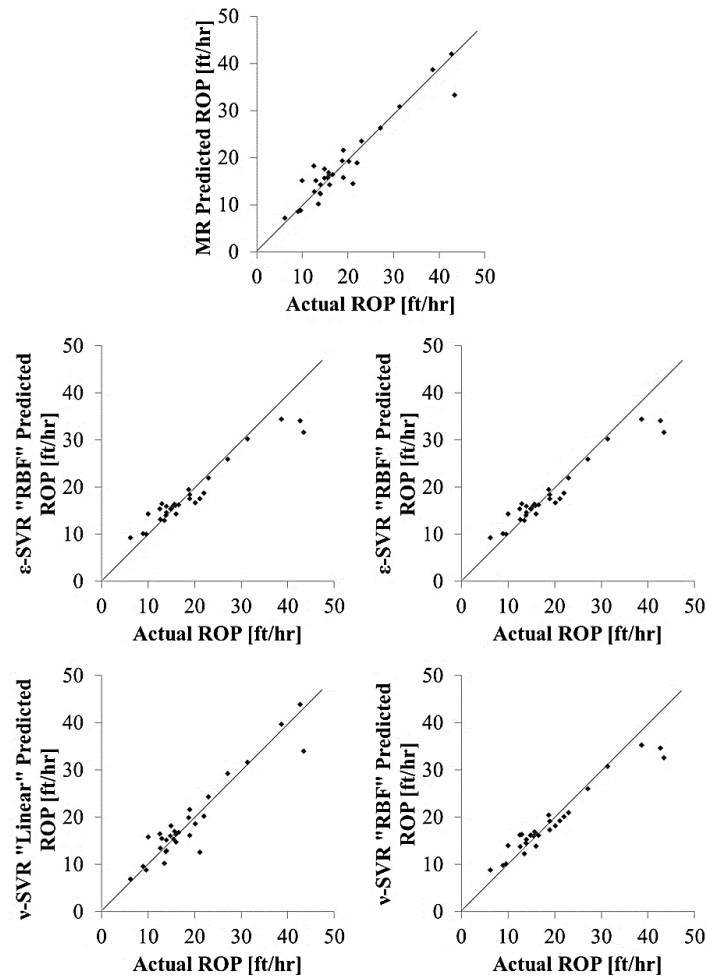 MR Predicted ROP [ft/hr]
50
40
30
20
10
0
0 10 20 30 40 50
Actual ROP [ft/hr]
ε-SVR "RBF" Predicted
ROP [ft/hr]
50
40
30
20
10
0
0 10 20 30 40 50
Actual ROP [ft/hr]
ε-SVR "RBF" Predicted
ROP [ft/hr]
50
40
30
20
10
0
0 10 20 30 40 50
Actual ROP [ft/hr]
ν-SVR "Linear" Predicted
ROP [ft/hr]
50
40
30
20
10
0
0 10 20 30 40 50
Actual ROP [ft/hr]
ν-SVR "RBF" Predicted
ROP [ft/hr]
50
40
30
20
10
0
0 10 20 30 40 50
Actual ROP [ft/hr]